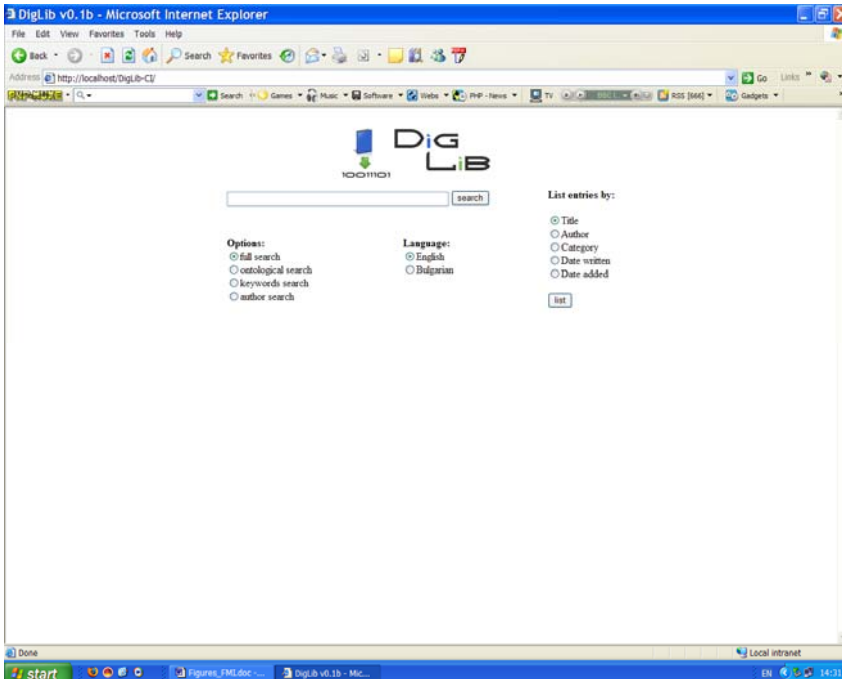 DigLib v0.1b - Microsoft Internet Explorer
File Edit View Favorites Tools Help
Back Search Favorites
Address http://localhost/DigLib-CI/ Go Links
Search Games Music Software Webs PHP - News TV RSS [666] Gadgets
DiG
LiB
1001101
search
List entries by:
Title
Author
Category
Date written
Date added
list
Options:
full search
ontological search
keywords search
author search
Language:
English
Bulgarian
Done Local intranet
start Figures_FMI.doc -... DigLib v0.1b - Mic... EN 14:31